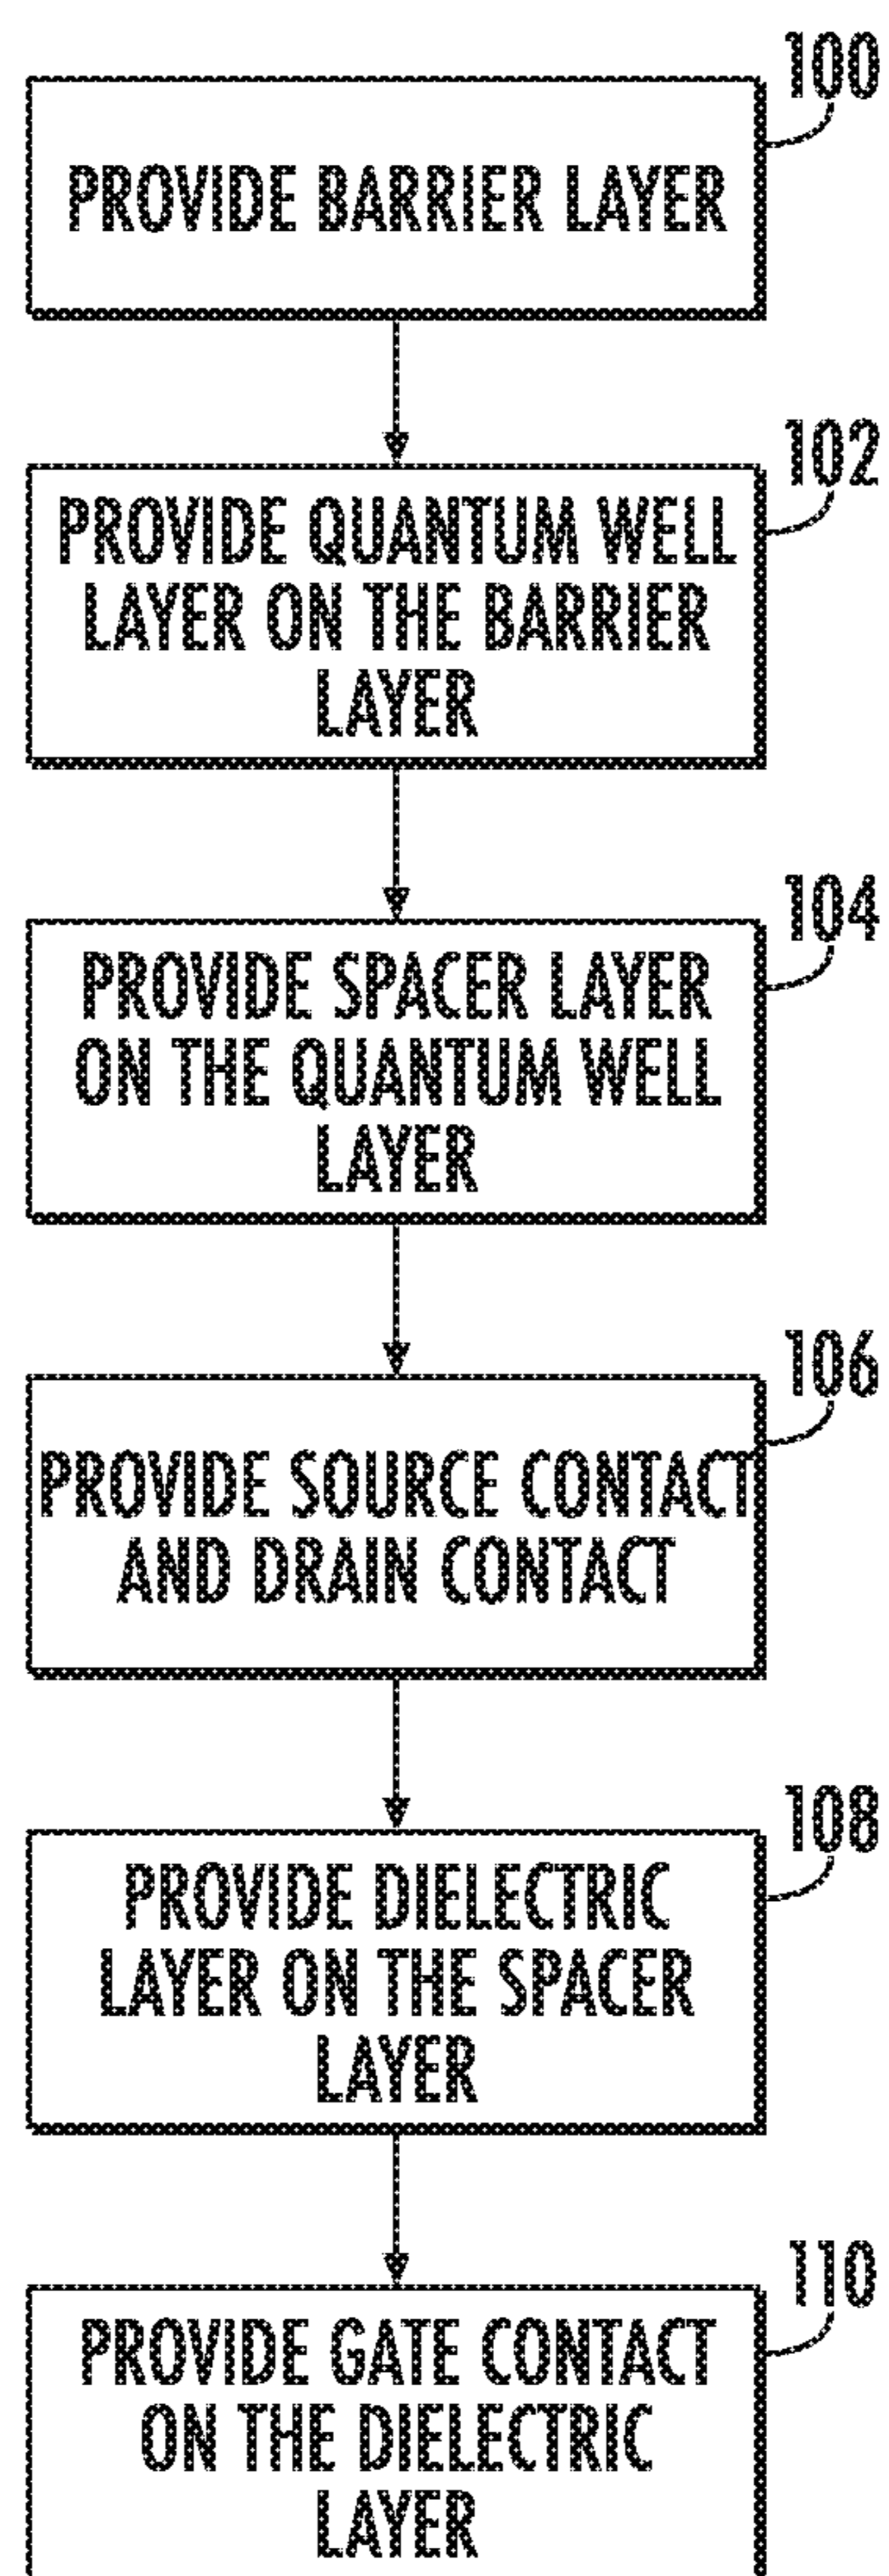 100
PROVIDE BARRIER LAYER
102
PROVIDE QUANTUM WELL
LAYER ON THE BARRIER
LAYER
104
PROVIDE SPACER LAYER
ON THE QUANTUM WELL
LAYER
106
PROVIDE SOURCE CONTACT
AND DRAIN CONTACT
108
PROVIDE DIELECTRIC
LAYER ON THE SPACER
LAYER
110
PROVIDE GATE CONTACT
ON THE DIELECTRIC
LAYER